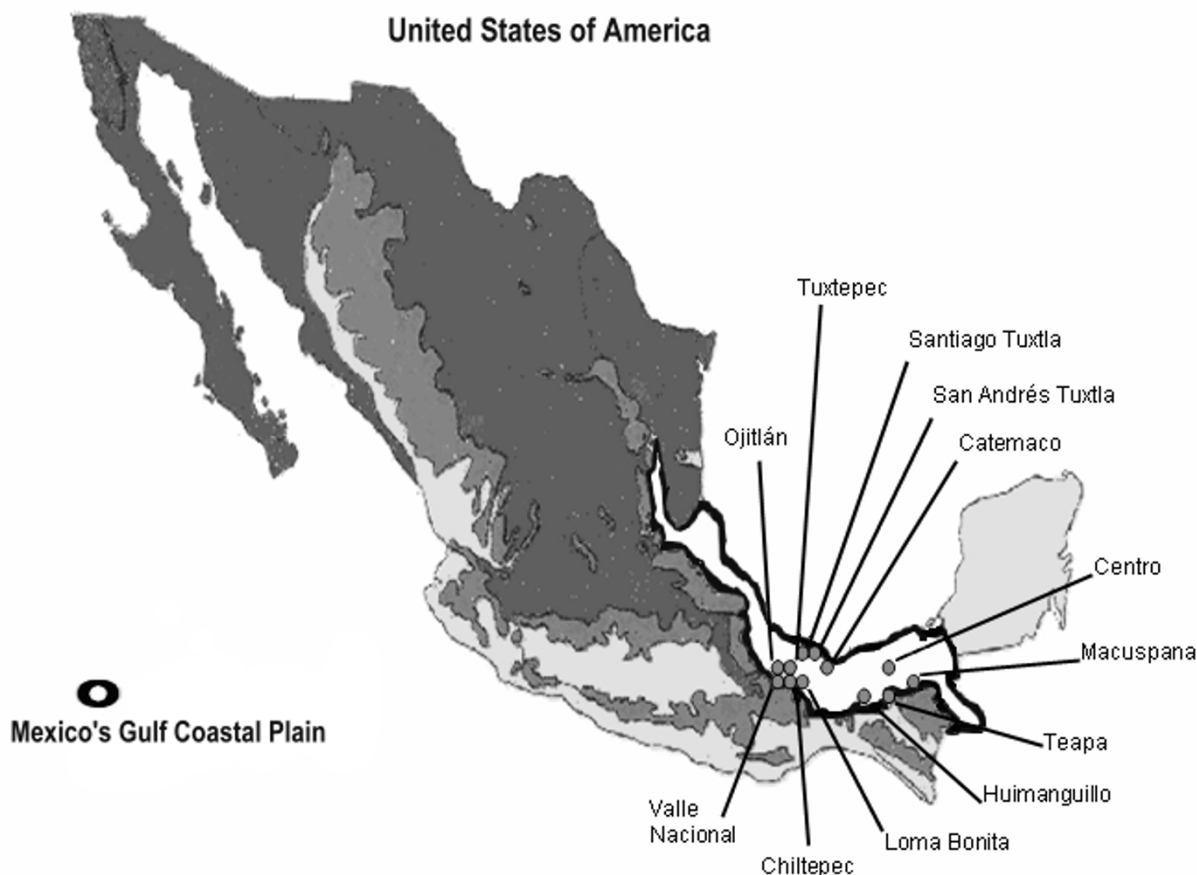 United States of America
Tuxtepec
Santiago Tuxtla
San Andrés Tuxtla
Ojitlán
Catemaco
Centro
Macuspana
Mexico's Gulf Coastal Plain
Teapa
Huimanguillo
Valle
Nacional
Loma Bonita
Chiltepec